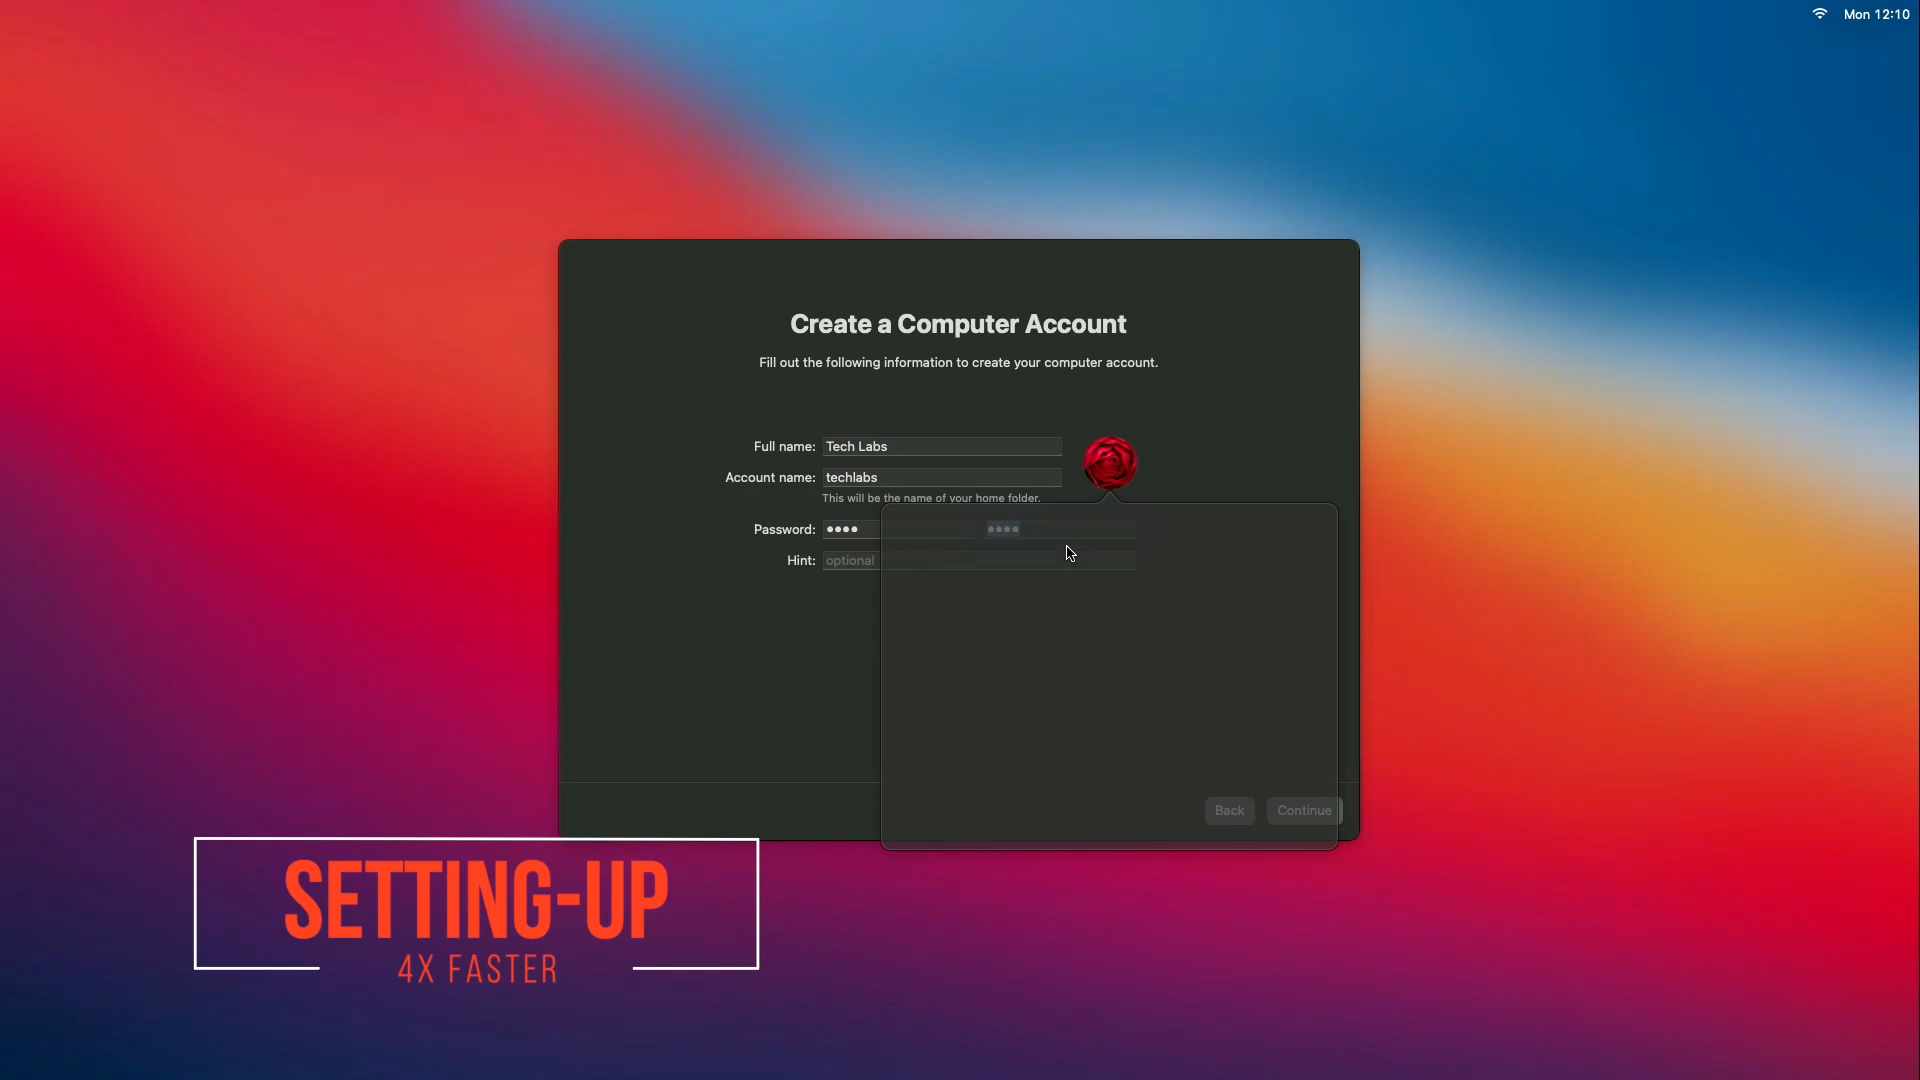 Mon 12:10
Create a Computer Account
Fill out the following information to create your computer account.
Full name: Tech Labs
Account name: techlabs
This will be the name of your home folder.
Password: ●●●● ●●●●
Hint: optional
Back Continue
SETTING-UP
4X FASTER